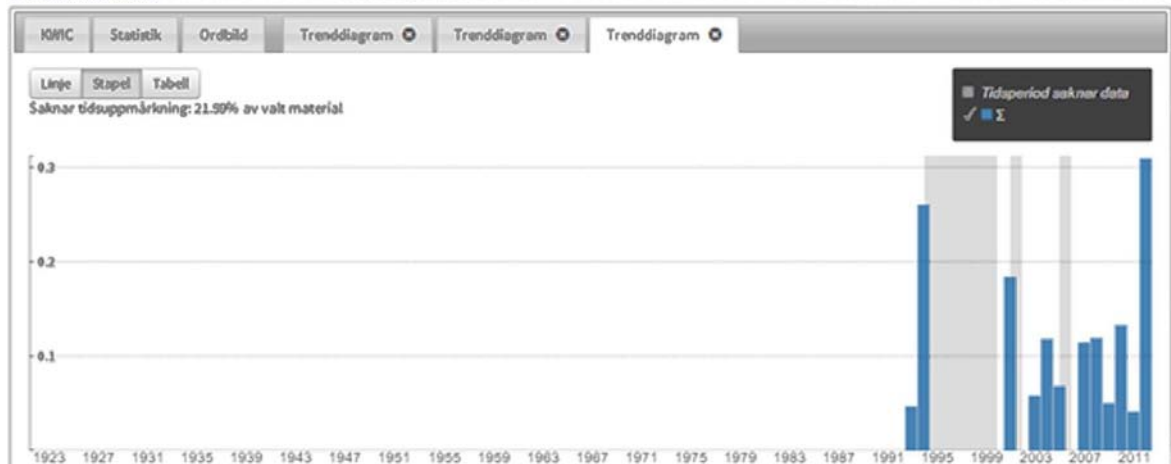 KWIC Statistik Ordbild Trenddiagram Trenddiagram Trenddiagram
Linje Stapel Tabell
Saknar tidsuppmärkning: 21.99% av valt material
Tidsperiod saknar data
✓ Σ
0.3
0.2
0.1
1923 1927 1931 1935 1939 1943 1947 1951 1955 1959 1963 1967 1971 1975 1979 1983 1987 1991 1995 1999 2003 2007 2011